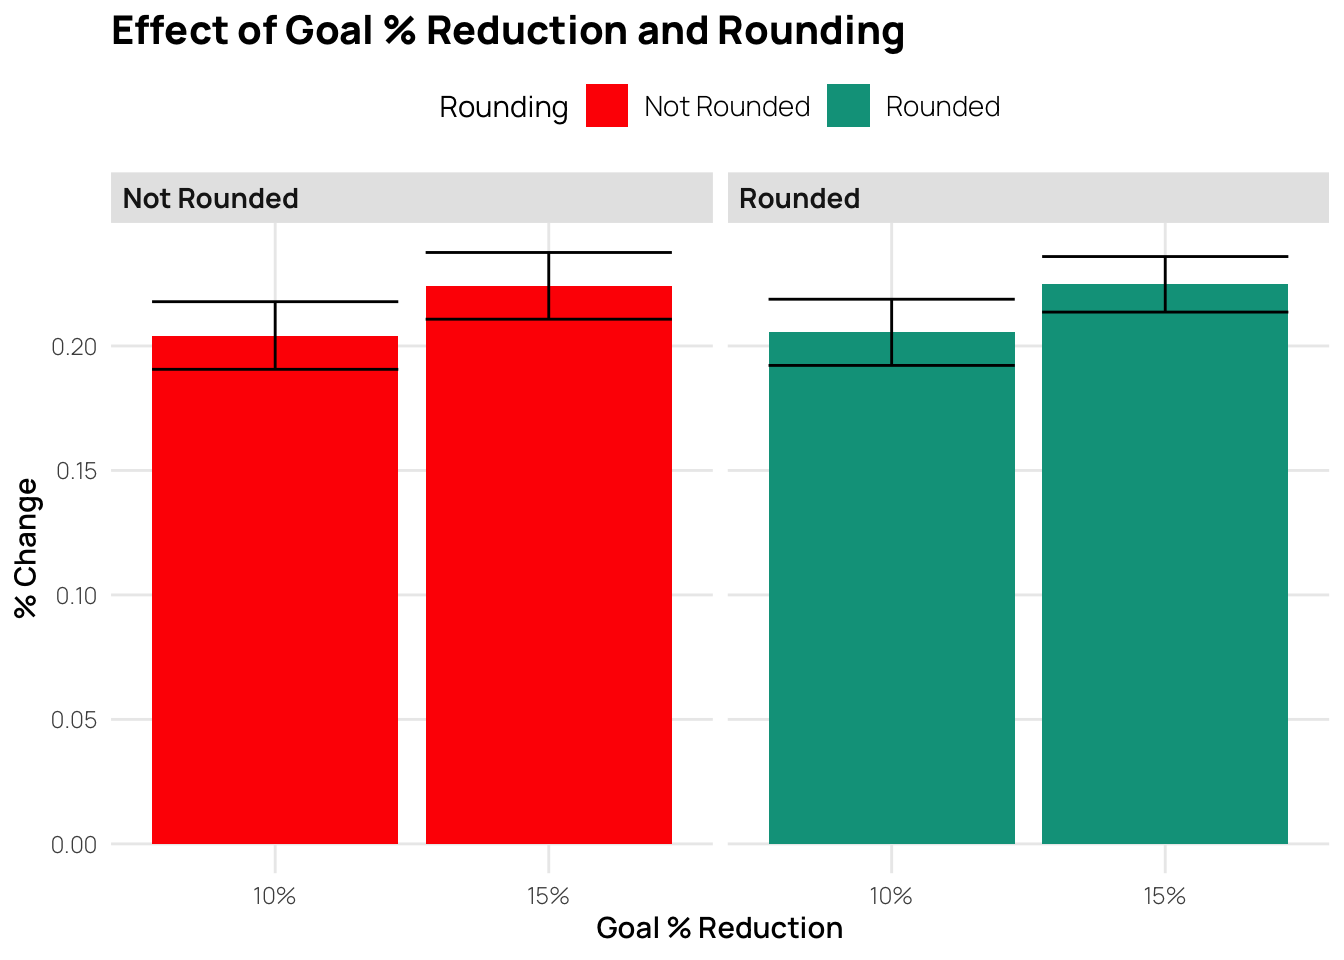 Effect of Goal % Reduction and Rounding
Rounding Not Rounded Rounded
Not Rounded Rounded
0.20
0.15
0.10
0.05
0.00
% Change
10% 15% 10% 15%
Goal % Reduction